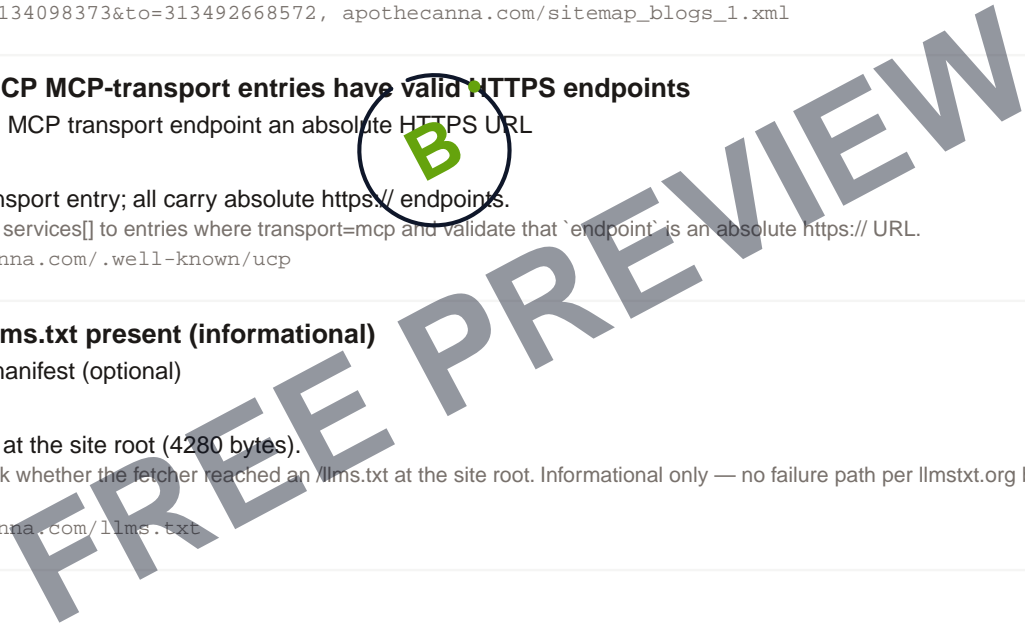 134098373&to=313492668572, apothecanna.com/sitemap_blogs_1.xml
CP MCP-transport entries have valid HTTPS endpoints
MCP transport endpoint an absolute HTTPS URL
B
nsport entry; all carry absolute https:// endpoints.
services[] to entries where transport=mcp and validate that `endpoint` is an absolute https:// URL.
nna.com/.well-known/ucp
ms.txt present (informational)
manifest (optional)
at the site root (4280 bytes).
k whether the fetcher reached an /llms.txt at the site root. Informational only — no failure path per llmstxt.org
nna.com/llms.txt
FREE PREVIEW